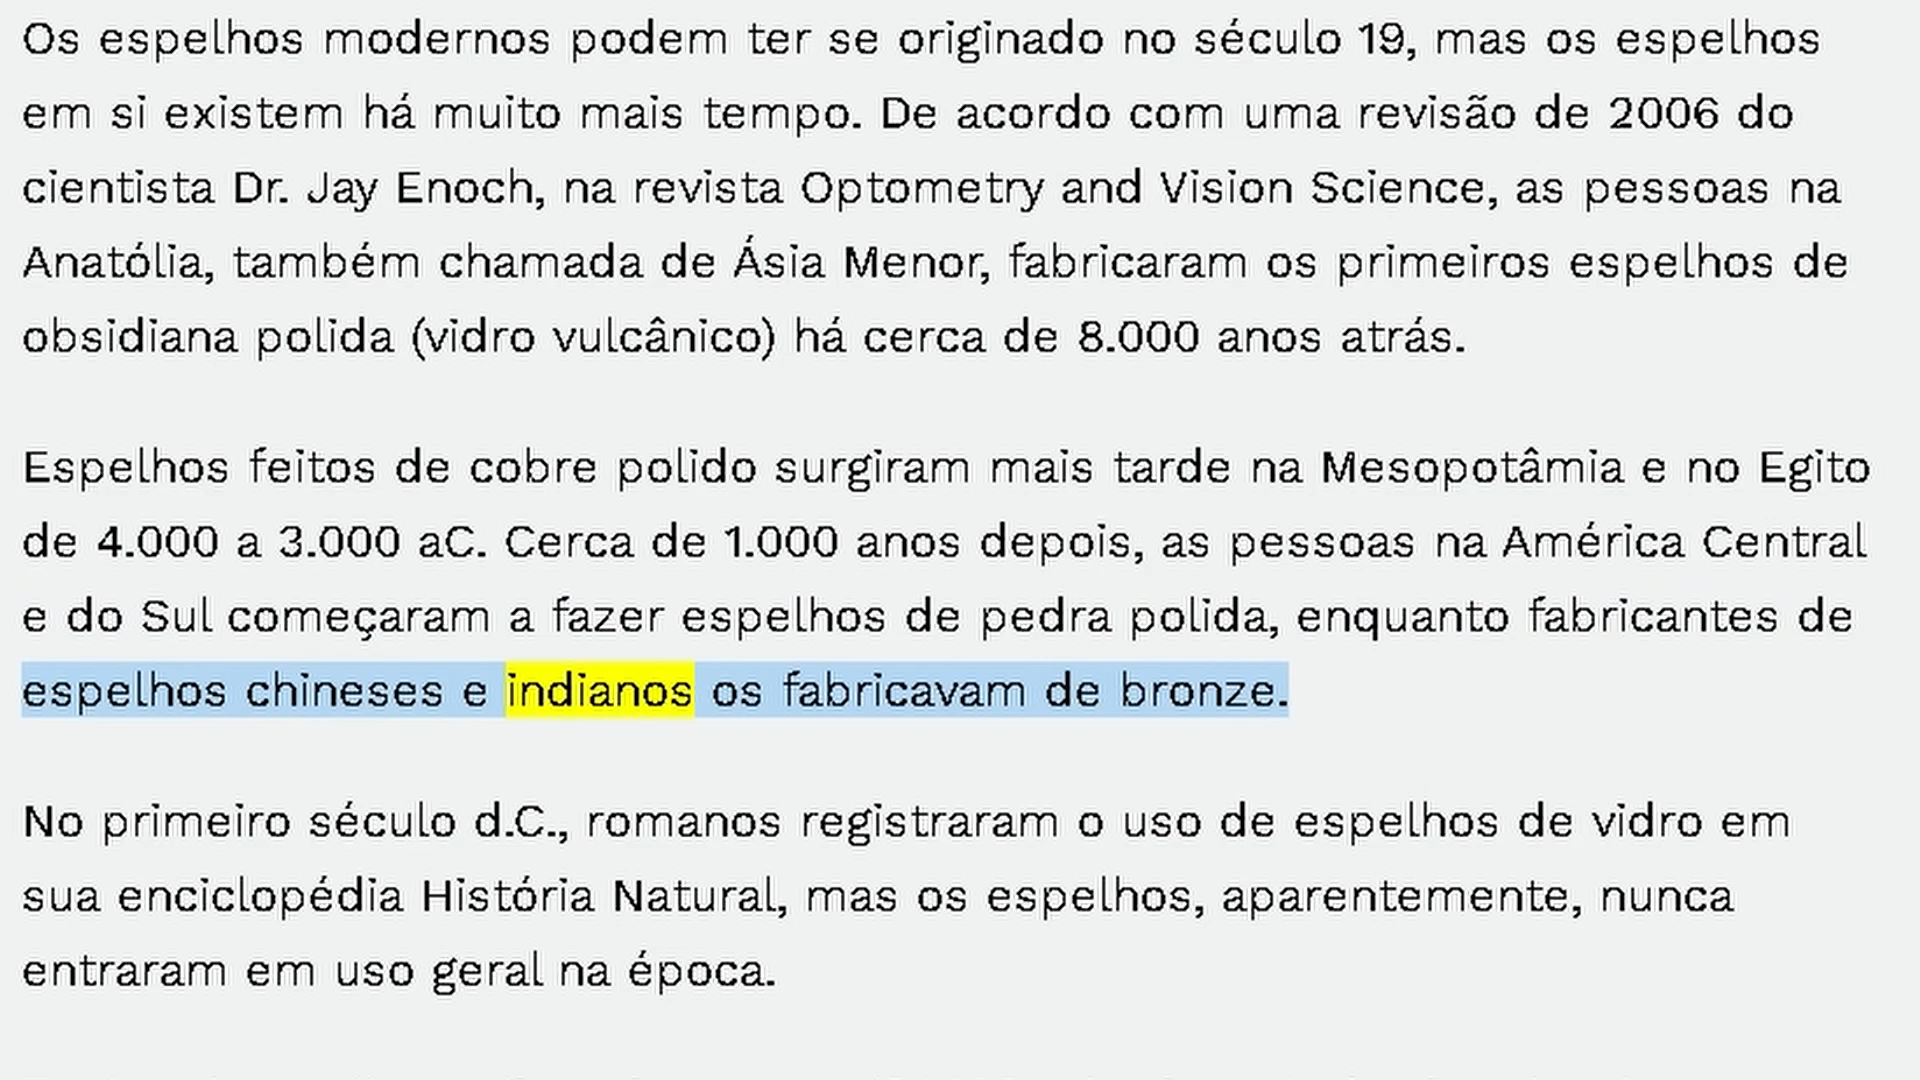 Os espelhos modernos podem ter se originado no século 19, mas os espelhos
em si existem há muito mais tempo. De acordo com uma revisão de 2006 do
cientista Dr. Jay Enoch, na revista Optometry and Vision Science, as pessoas na
Anatólia, também chamada de Ásia Menor, fabricaram os primeiros espelhos de
obsidiana polida (vidro vulcânico) há cerca de 8.000 anos atrás.
Espelhos feitos de cobre polido surgiram mais tarde na Mesopotâmia e no Egito
de 4.000 a 3.000 aC. Cerca de 1.000 anos depois, as pessoas na América Central
e do Sul começaram a fazer espelhos de pedra polida, enquanto fabricantes de
espelhos chineses e indianos os fabricavam de bronze.
No primeiro século d.C., romanos registraram o uso de espelhos de vidro em
sua enciclopédia História Natural, mas os espelhos, aparentemente, nunca
entraram em uso geral na época.